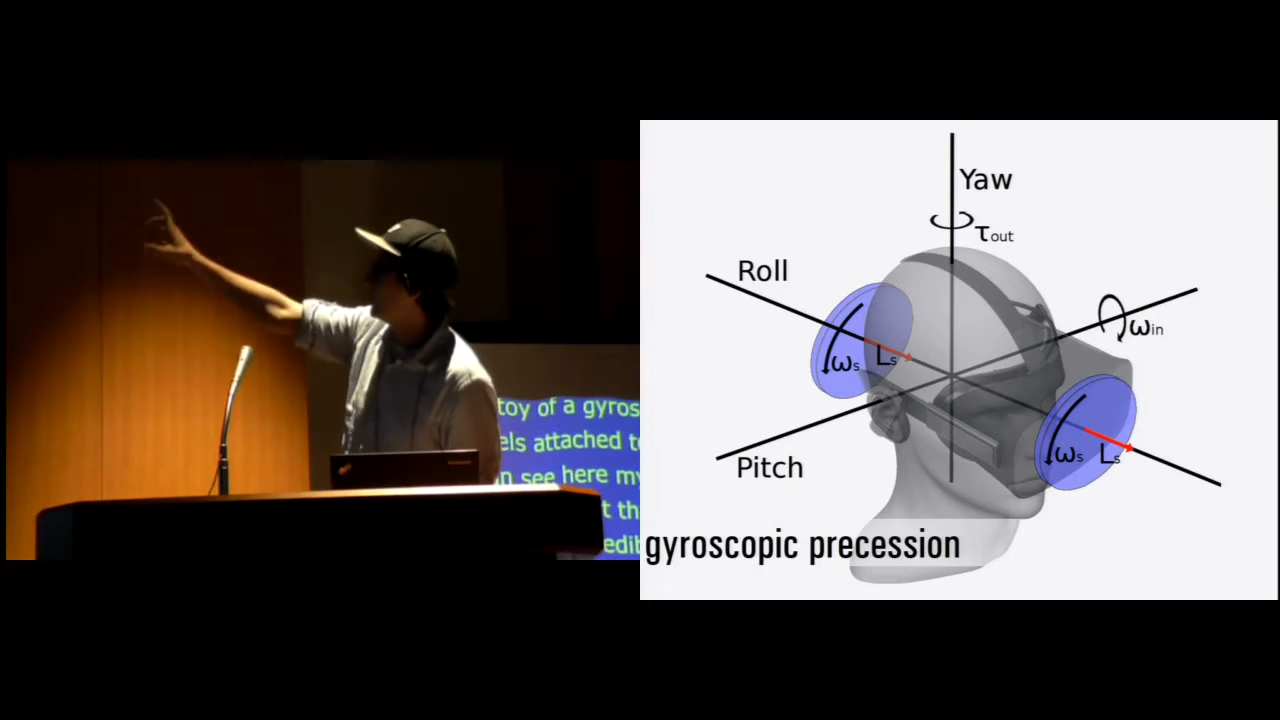 toy of a gyros
els attached t
n see here my
t th
edit
Yaw
τout
Roll
ωin
ωs
Ls
Pitch
ωs
Ls
gyroscopic precession